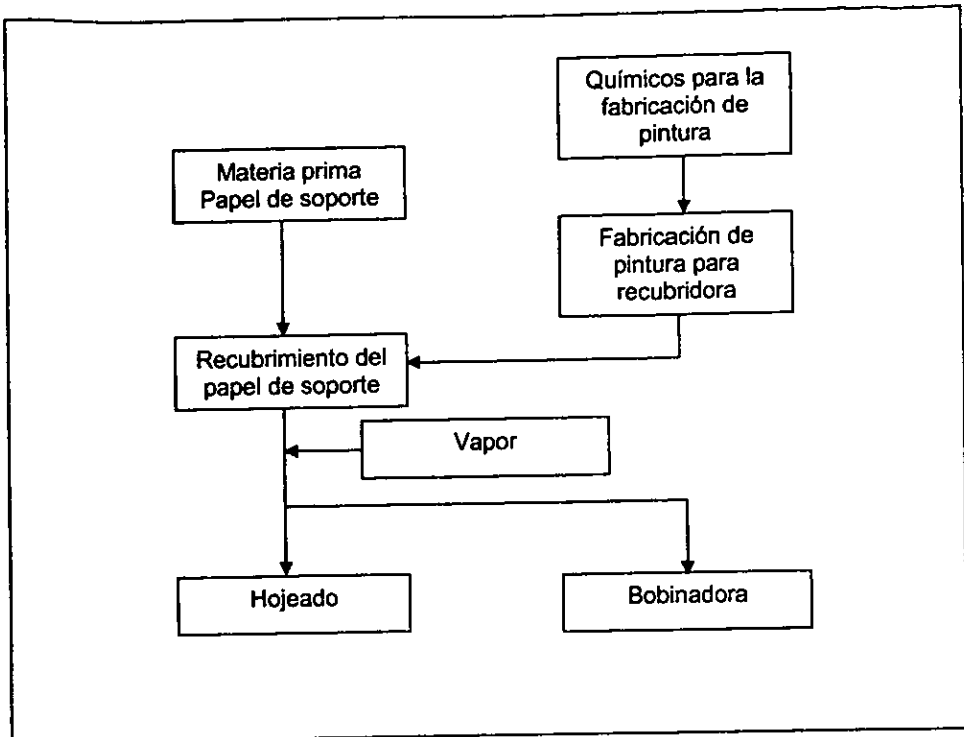 Químicos para la
fabricación de
pintura
Materia prima
Papel de soporte
Fabricación de
pintura para
recubridora
Recubrimiento del
papel de soporte
Vapor
Hojeado
Bobinadora